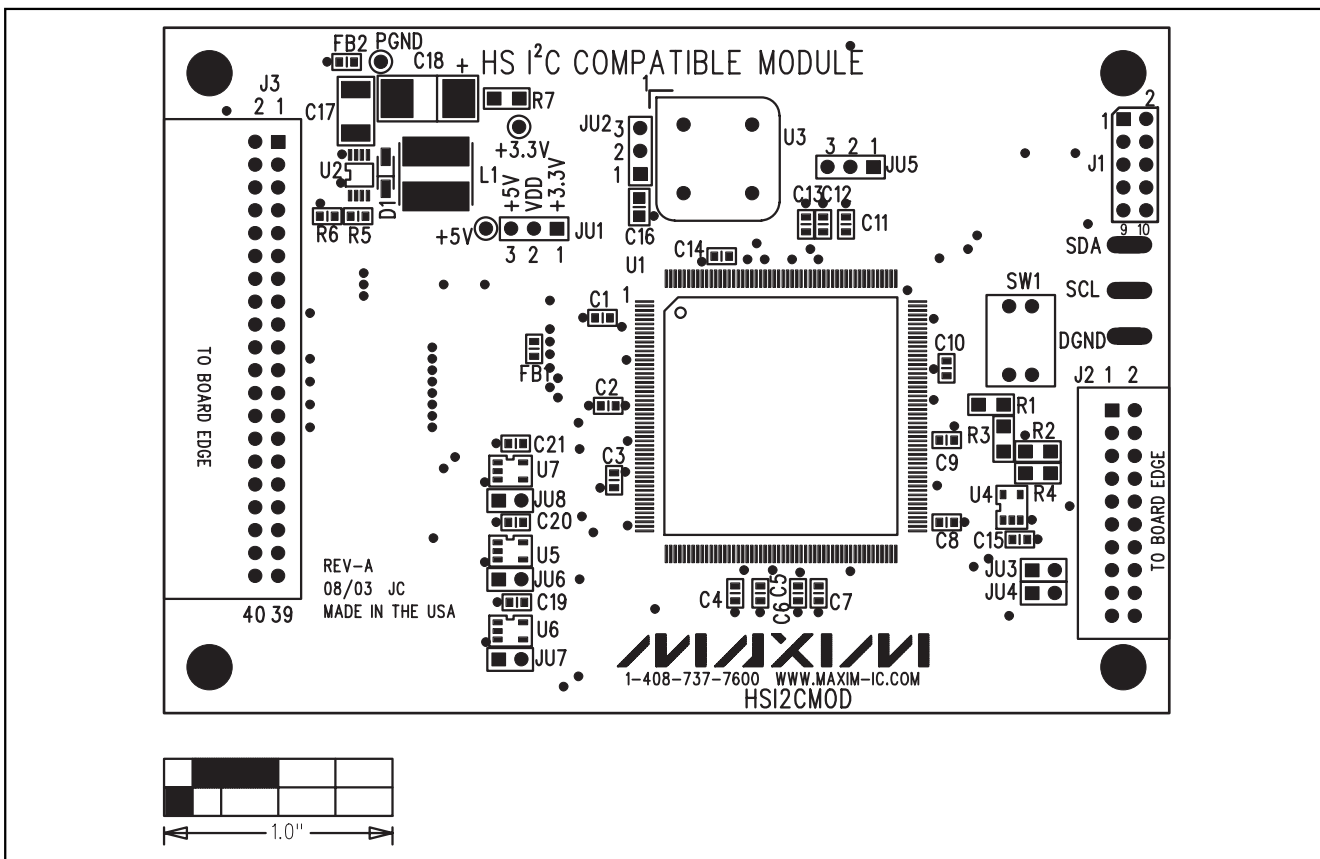 FB2 PGND
C18 + HS I²C COMPATIBLE MODULE
J3
2 1
C17
R7
+3.3V
U2
D1
L1
R6 R5
+5V
+5V VDD +3.3V
JU1
3 2 1
1
JU2
3
2
1
U3
C16
3 2 1
JU5
C13 C12
C11
C14
2
1
J1
9 10
SDA
SCL
DGND
SW1
U1
1
C1
C2
C3
FB1
C10
C9
C8
J2 1 2
R1
R3 R2
R4
U4
C15
JU3
JU4
TO BOARD EDGE
TO BOARD EDGE
C21
U7
JU8
C20
U5
JU6
C19
U6
JU7
REV-A
08/03 JC
MADE IN THE USA
40 39
C4 C6 C5 C7
MAXIM
1-408-737-7600 WWW.MAXIM-IC.COM
HSI2CMOD
1.0"